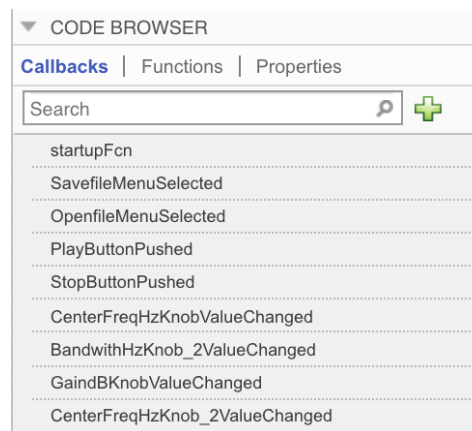 CODE BROWSER
Callbacks | Functions | Properties
Search
startupFcn
SavefileMenuSelected
OpenfileMenuSelected
PlayButtonPushed
StopButtonPushed
CenterFreqHzKnobValueChanged
BandwithHzKnob_2ValueChanged
GaindBKnobValueChanged
CenterFreqHzKnob_2ValueChanged